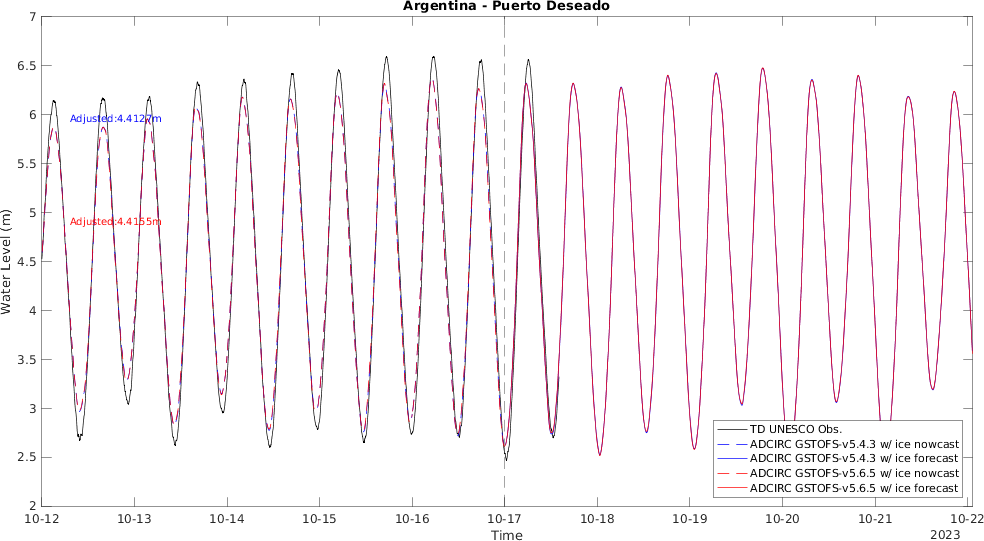 Argentina - Puerto Deseado
7
6.5
6
5.5
5
4.5
4
3.5
3
2.5
2
Water Level (m)
Adjusted:4.4127m
Adjusted:4.4155m
TD UNESCO Obs.
ADCIRC GSTOFS-v5.4.3 w/ ice nowcast
ADCIRC GSTOFS-v5.4.3 w/ ice forecast
ADCIRC GSTOFS-v5.6.5 w/ ice nowcast
ADCIRC GSTOFS-v5.6.5 w/ ice forecast
10-12 10-13 10-14 10-15 10-16 10-17 10-18 10-19 10-20 10-21 10-22
Time
2023